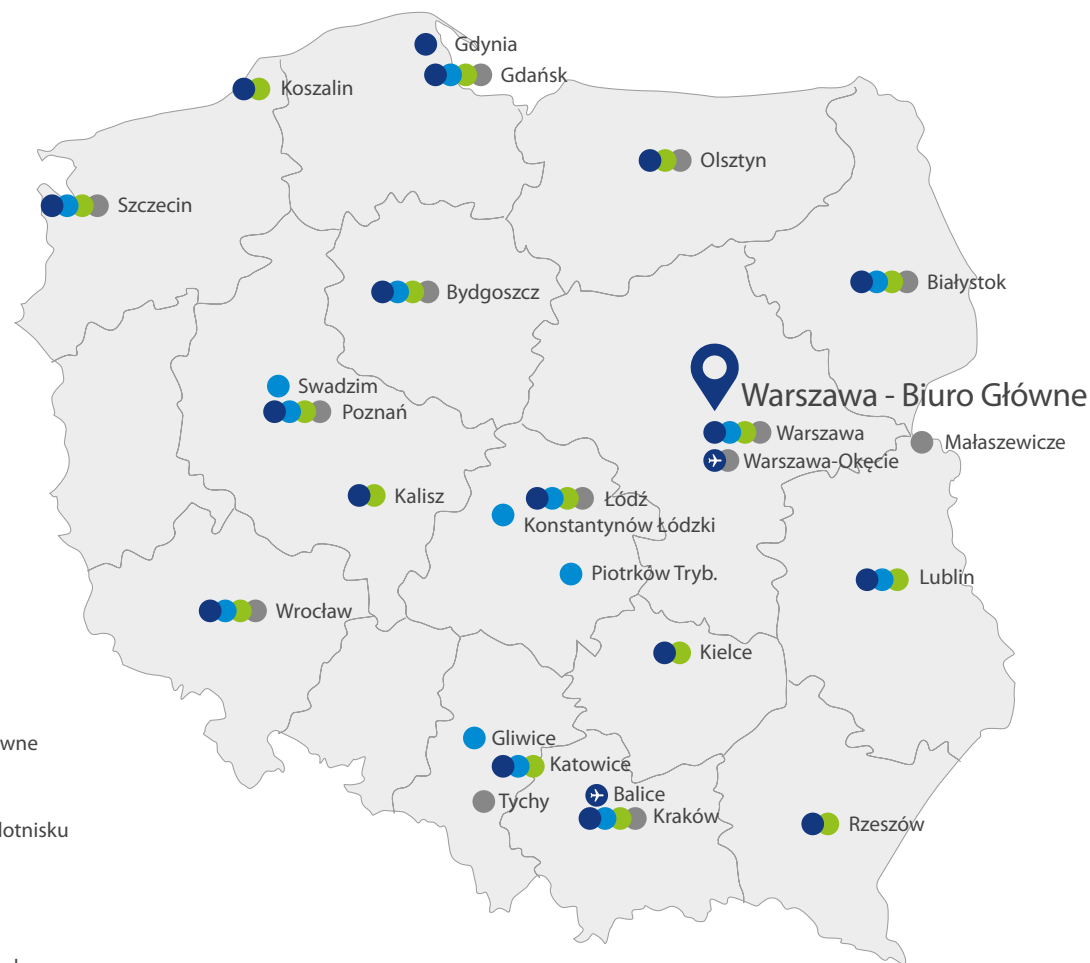 Gdynia
Gdańsk
Koszalin
Olsztyn
Szczecin
Białystok
Bydgoszcz
Swadzim
Poznań
Warszawa - Biuro Główne
Warszawa
Małaszewicze
Warszawa-Okęcie
Kalisz
Łódź
Konstantynów Łódzki
Piotrków Tryb.
Lublin
Wrocław
Kielce
wne
Gliwice
Katowice
Balice
Tychy
Kraków
Rzeszów
lotnisku